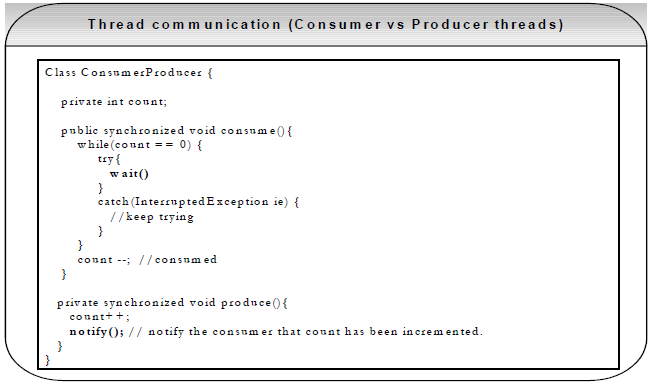 Thread communication (Consumer vs Producer threads)
Class ConsumerProducer {
private int count;
public synchronized void consume(){
while(count == 0) {
try{
wait()
}
catch(InterruptedException ie) {
//keep trying
}
}
count --; //consumed
}
private synchronized void produce(){
count++;
notify(); // notify the consumer that count has been incremented.
}
}